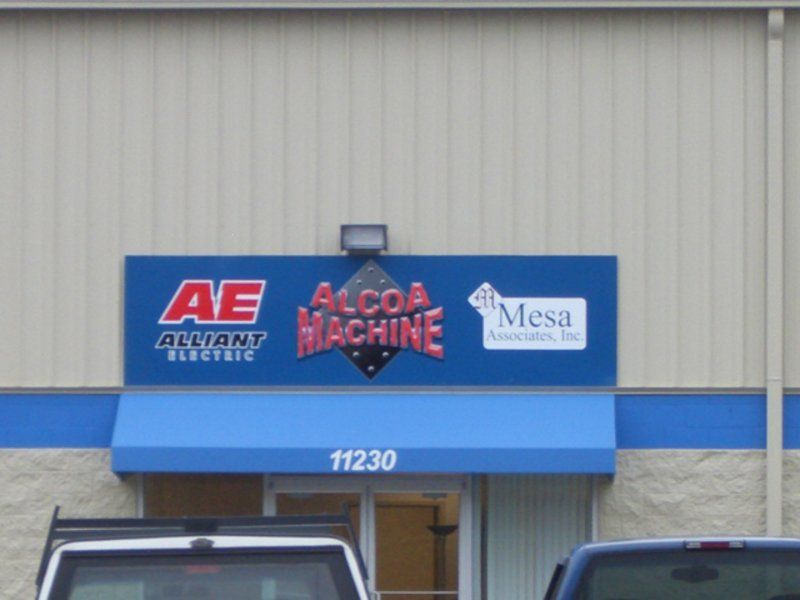 AE
ALLIANT
ELECTRIC
ALCOA
MACHINE
M
Mesa
Associates, Inc.
11230